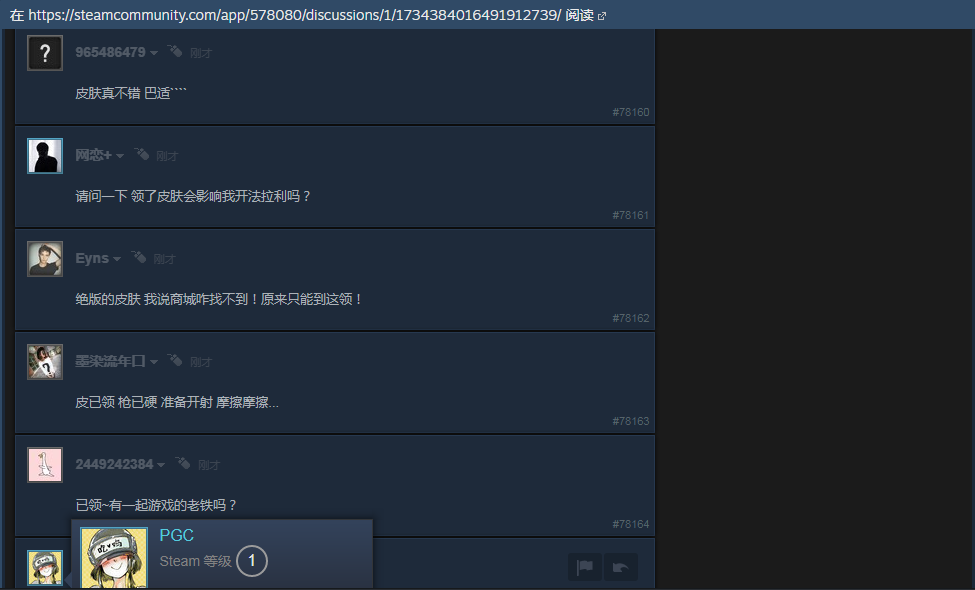 在 https://steamcommunity.com/app/578080/discussions/1/1734384016491912739/ 阅读
965486479 刚才
皮肤真不错 巴适````
#78160
网恋+ 刚才
请问一下 领了皮肤会影响我开法拉利吗？
#78161
Eyns 刚才
绝版的皮肤 我说商城咋找不到！原来只能到这领！
#78162
墨染流年囗 刚才
皮已领 枪已硬 准备开射 摩擦摩擦...
#78163
2449242384 刚才
已领~有一起游戏的老铁吗？
#78164
PGC
Steam 等级 1